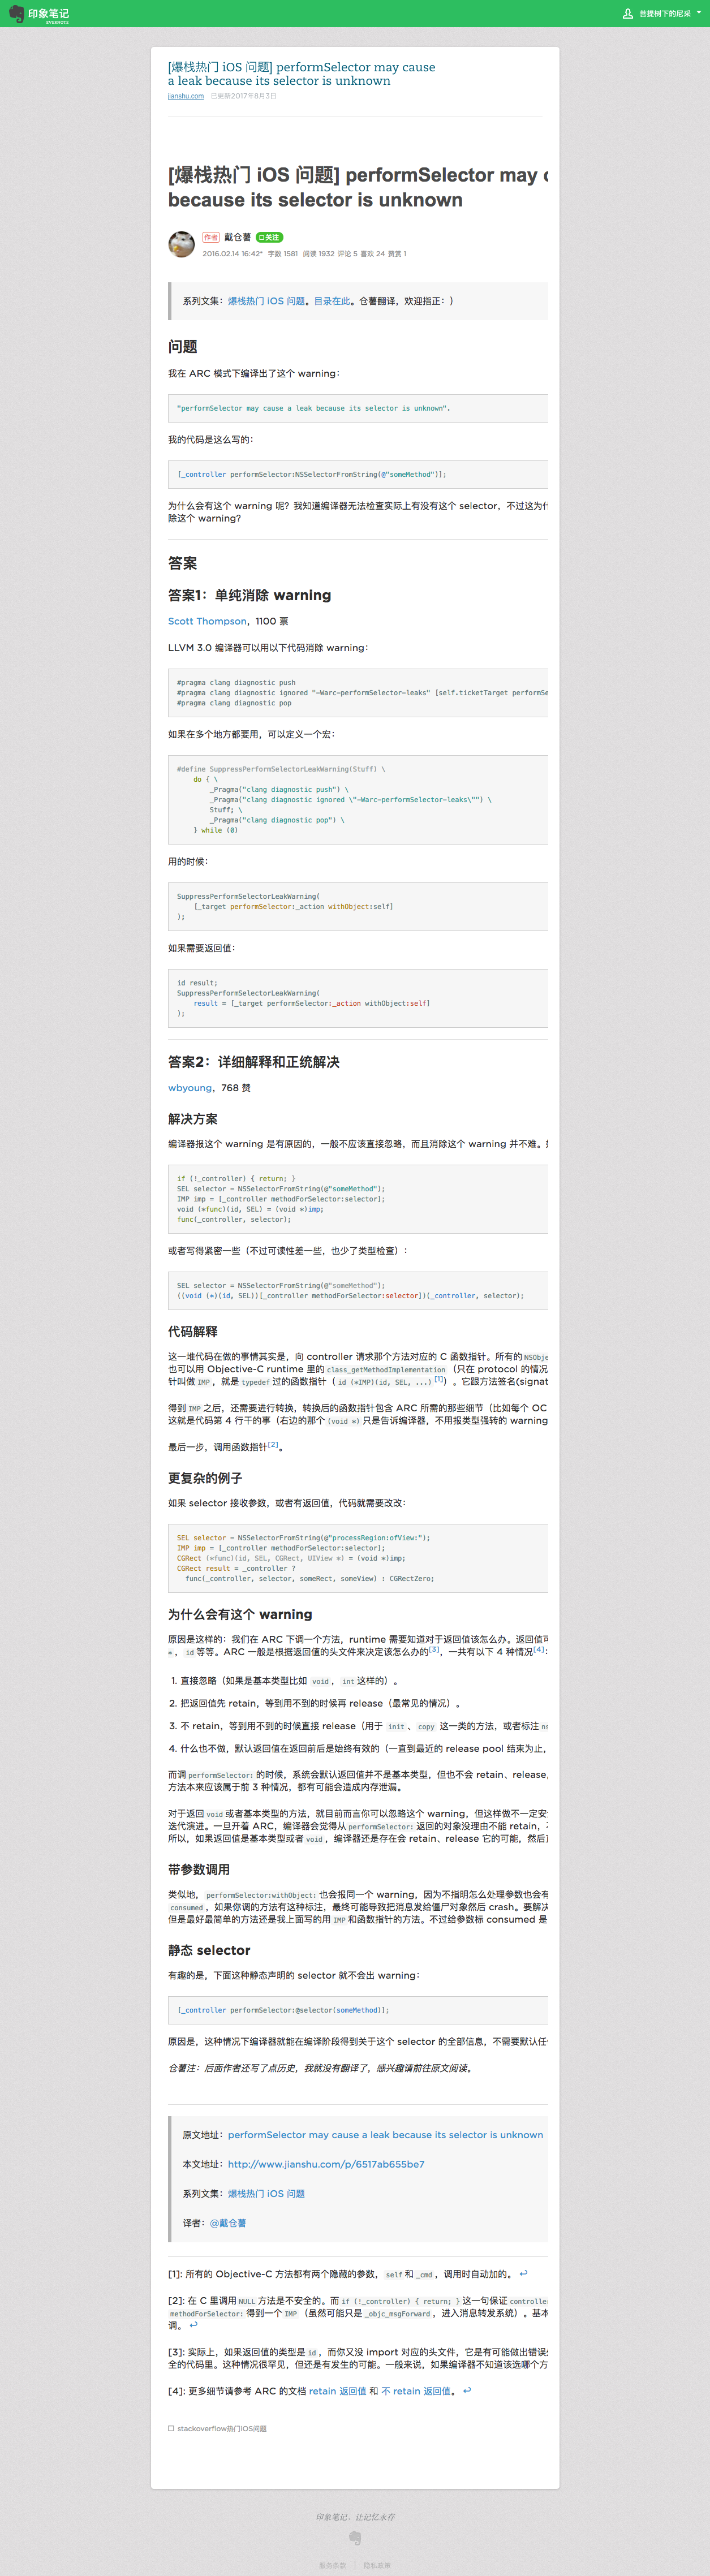 印象笔记
EVERNOTE
菩提树下的尼采
[爆栈热门 iOS 问题] performSelector may cause
a leak because its selector is unknown
jianshu.com 已更新2017年8月3日
[爆栈热门 iOS 问题] performSelector may c
because its selector is unknown
作者 戴仓薯 关注
2016.02.14 16:42* 字数 1581 阅读 1932 评论 5 喜欢 24 赞赏 1
系列文集：爆栈热门 iOS 问题。目录在此。仓薯翻译，欢迎指正：）
问题
我在 ARC 模式下编译出了这个 warning：
"performSelector may cause a leak because its selector is unknown".
我的代码是这么写的：
[_controller performSelector:NSSelectorFromString(@"someMethod")];
为什么会有这个 warning 呢？我知道编译器无法检查实际上有没有这个 selector，不过这为什
除这个 warning？
答案
答案1：单纯消除 warning
Scott Thompson，1100 票
LLVM 3.0 编译器可以用以下代码消除 warning：
#pragma clang diagnostic push
#pragma clang diagnostic ignored "-Warc-performSelector-leaks" [self.ticketTarget performSe
#pragma clang diagnostic pop
如果在多个地方都要用，可以定义一个宏：
#define SuppressPerformSelectorLeakWarning(Stuff) \
do { \
_Pragma("clang diagnostic push") \
_Pragma("clang diagnostic ignored \"-Warc-performSelector-leaks\"") \
Stuff; \
_Pragma("clang diagnostic pop") \
} while (0)
用的时候：
SuppressPerformSelectorLeakWarning(
[_target performSelector:_action withObject:self]
);
如果需要返回值：
id result;
SuppressPerformSelectorLeakWarning(
result = [_target performSelector:_action withObject:self]
);
答案2：详细解释和正统解决
wbyoung，768 赞
解决方案
编译器报这个 warning 是有原因的，一般不应该直接忽略，而且消除这个 warning 并不难。如
if (!_controller) { return; }
SEL selector = NSSelectorFromString(@"someMethod");
IMP imp = [_controller methodForSelector:selector];
void (*func)(id, SEL) = (void *)imp;
func(_controller, selector);
或者写得紧密一些（不过可读性差一些，也少了类型检查）：
SEL selector = NSSelectorFromString(@"someMethod");
((void (*)(id, SEL))[_controller methodForSelector:selector])(_controller, selector);
代码解释
这一堆代码在做的事情其实是，向 controller 请求那个方法对应的 C 函数指针。所有的 NSObje
也可以用 Objective-C runtime 里的 class_getMethodImplementation （只在 protocol 的情况
针叫做 IMP ，就是 typedef 过的函数指针（ id (*IMP)(id, SEL, ...) [1]）。它跟方法签名(signat
得到 IMP 之后，还需要进行转换，转换后的函数指针包含 ARC 所需的那些细节（比如每个 OC
这就是代码第 4 行干的事（右边的那个 (void *) 只是告诉编译器，不用报类型强转的 warning
最后一步，调用函数指针[2]。
更复杂的例子
如果 selector 接收参数，或者有返回值，代码就需要改改：
SEL selector = NSSelectorFromString(@"processRegion:ofView:");
IMP imp = [_controller methodForSelector:selector];
CGRect (*func)(id, SEL, CGRect, UIView *) = (void *)imp;
CGRect result = _controller ?
func(_controller, selector, someRect, someView) : CGRectZero;
为什么会有这个 warning
原因是这样的：我们在 ARC 下调一个方法，runtime 需要知道对于返回值该怎么办。返回值可
* ， id 等等。ARC 一般是根据返回值的头文件来决定该怎么办的[3]，一共有以下 4 种情况[4]：
1. 直接忽略（如果是基本类型比如 void ， int 这样的）。
2. 把返回值先 retain，等到用不到的时候再 release（最常见的情况）。
3. 不 retain，等到用不到的时候直接 release（用于 init 、 copy 这一类的方法，或者标注 ns
4. 什么也不做，默认返回值在返回前后是始终有效的（一直到最近的 release pool 结束为止，
而调 performSelector: 的时候，系统会默认返回值并不是基本类型，但也不会 retain、release，
方法本来应该属于前 3 种情况，都有可能会造成内存泄漏。
对于返回 void 或者基本类型的方法，就目前而言你可以忽略这个 warning，但这样做不一定安全
迭代演进。一旦开着 ARC，编译器会觉得从 performSelector: 返回的对象没理由不能 retain，不
所以，如果返回值是基本类型或者 void ，编译器还是存在会 retain、release 它的可能，然后直
带参数调用
类似地， performSelector:withObject: 也会报同一个 warning，因为不指明怎么处理参数也会有
consumed ，如果你调的方法有这种标注，最终可能导致把消息发给僵尸对象然后 crash。要解决
但是最好最简单的方法还是我上面写的用 IMP 和函数指针的方法。不过给参数标 consumed 是
静态 selector
有趣的是，下面这种静态声明的 selector 就不会出 warning：
[_controller performSelector:@selector(someMethod)];
原因是，这种情况下编译器就能在编译阶段得到关于这个 selector 的全部信息，不需要默认任何
仓薯注：后面作者还写了点历史，我就没有翻译了，感兴趣请前往原文阅读。
原文地址：performSelector may cause a leak because its selector is unknown
本文地址：http://www.jianshu.com/p/6517ab655be7
系列文集：爆栈热门 iOS 问题
译者：@戴仓薯
[1]: 所有的 Objective-C 方法都有两个隐藏的参数， self 和 _cmd ，调用时自动加的。 ↩
[2]: 在 C 里调用 NULL 方法是不安全的。而 if (!_controller) { return; } 这一句保证 controller
methodForSelector: 得到一个 IMP （虽然可能只是 _objc_msgForward ，进入消息转发系统）。基本
调。 ↩
[3]: 实际上，如果返回值的类型是 id ，而你又没 import 对应的头文件，它是有可能做出错误处
全的代码里。这种情况很罕见，但还是有发生的可能。一般来说，如果编译器不知道该选哪个方
[4]: 更多细节请参考 ARC 的文档 retain 返回值 和 不 retain 返回值。 ↩
stackoverflow热门iOS问题
印象笔记，让记忆永存
服务条款 | 隐私政策